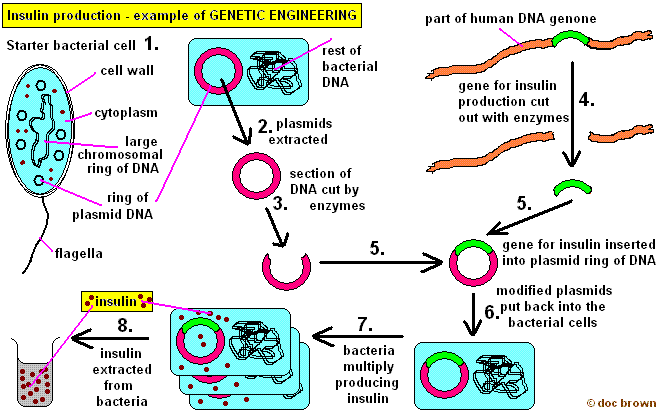 Insulin production - example of GENETIC ENGINEERING
Starter bacterial cell 1.
cell wall
cytoplasm
large
chromosomal
ring of DNA
ring of
plasmid DNA
flagella
rest of
bacterial
DNA
2. plasmids
extracted
section of
DNA cut by
enzymes
3.
part of human DNA genone
gene for insulin
production cut
out with enzymes
4.
5.
5.
gene for insulin inserted
into plasmid ring of DNA
modified plasmids
put back into the
bacterial cells
6.
7.
bacteria
multiply
producing
insulin
insulin
8.
insulin
extracted
from
bacteria
© doc brown